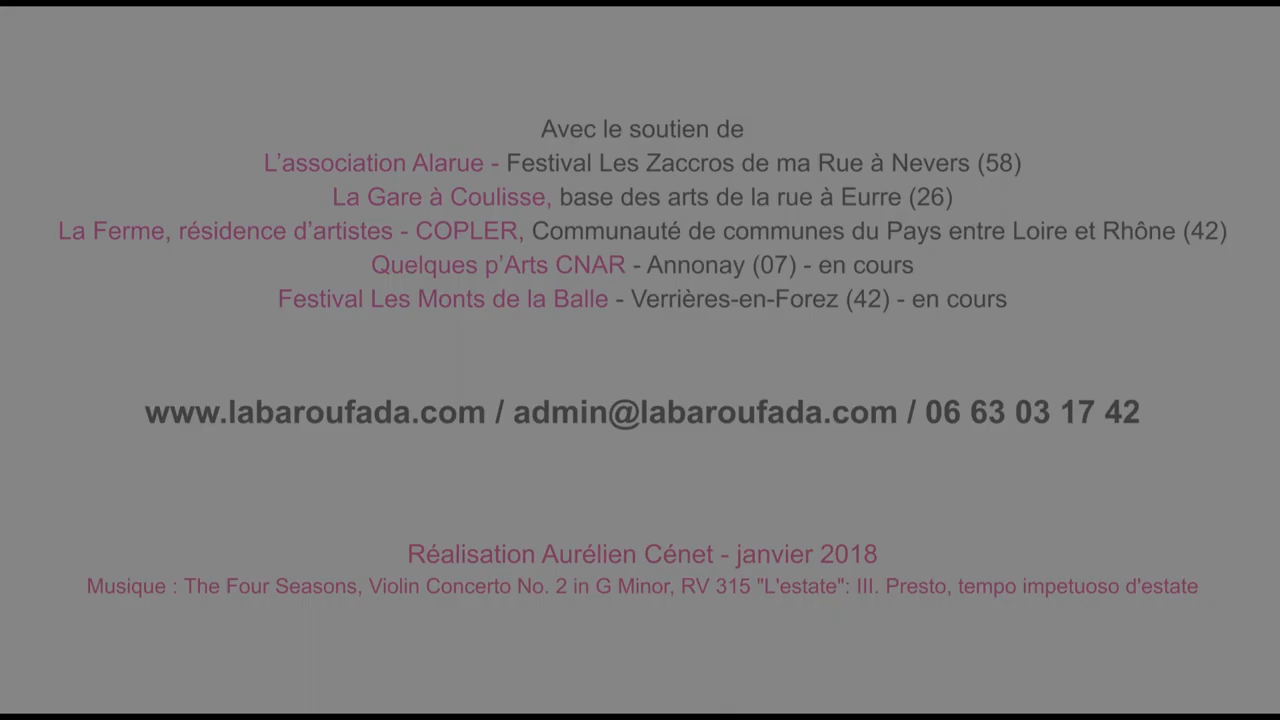 Avec le soutien de
L’association Alarue - Festival Les Zaccros de ma Rue à Nevers (58)
La Gare à Coulisse, base des arts de la rue à Eurre (26)
La Ferme, résidence d’artistes - COPLER, Communauté de communes du Pays entre Loire et Rhône (42)
Quelques p’Arts CNAR - Annonay (07) - en cours
Festival Les Monts de la Balle - Verrières-en-Forez (42) - en cours
www.labaroufada.com / admin@labaroufada.com / 06 63 03 17 42
Réalisation Aurélien Cénet - janvier 2018
Musique : The Four Seasons, Violin Concerto No. 2 in G Minor, RV 315 "L'estate": III. Presto, tempo impetuoso d'estate